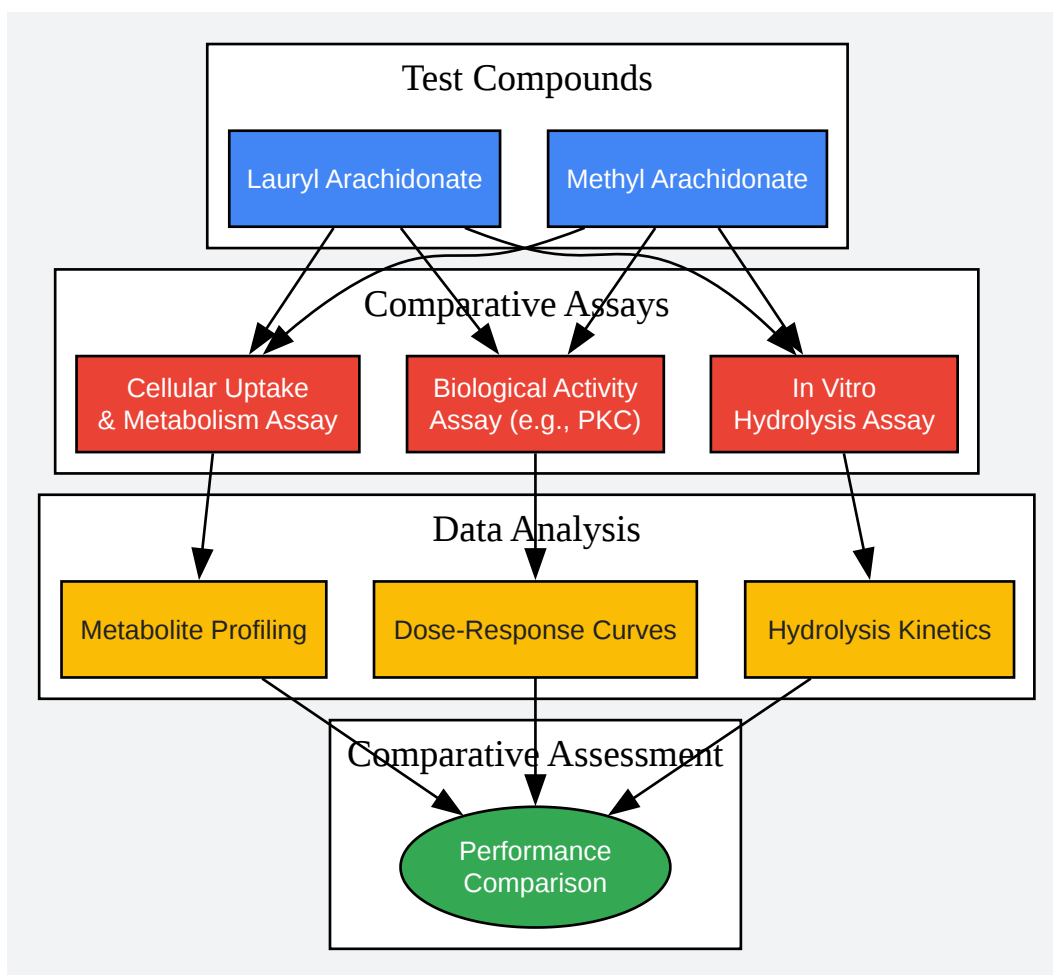 Test Compounds
Lauryl Arachidonate
Methyl Arachidonate
Comparative Assays
Cellular Uptake
& Metabolism Assay
Biological Activity
Assay (e.g., PKC)
In Vitro
Hydrolysis Assay
Data Analysis
Metabolite Profiling
Dose-Response Curves
Hydrolysis Kinetics
Comparative Assessment
Performance
Comparison